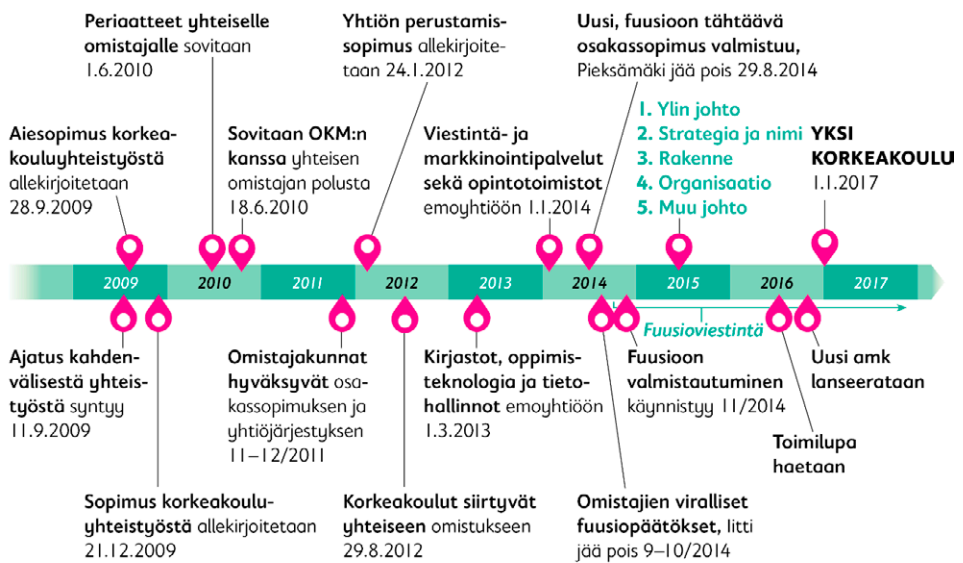 Periaatteet yhteiselle
omistajalle sovitaan
1.6.2010
Yhtiön perustamis-
sopimus allekirjoite-
taan 24.1.2012
Uusi, fuusioon tähtäävä
osakassopimus valmistuu,
Pieksämäki jää pois 29.8.2014
Aiesopimus korkea-
kouluyhteistyöstä
allekirjoitetaan
28.9.2009
Sovitaan OKM:n
kanssa yhteisen
omistajan polusta
18.6.2010
Viestintä- ja
markkinointipalvelut
sekä opintotoimistot
emoyhtiöön 1.1.2014
1. Ylin johto
2. Strategia ja nimi
3. Rakenne
4. Organisaatio
5. Muu johto
YKSI
KORKEAKOULU
1.1.2017
2009 2010 2011 2012 2013 2014 2015 2016 2017
Fuusioviestintä
Ajatus kahden-
välisestä yhteis-
työstä syntyy
11.9.2009
Omistajakunnat
hyväksyvät osa-
kassopimuksen ja
yhtiöjärjestyksen
11–12/2011
Kirjastot, oppimis-
teknologia ja tieto-
hallinnot emoyhtiöön
1.3.2013
Fuusioon
valmistautuminen
käynnistyy 11/2014
Uusi amk
lanseerataan
Toimilupa
haetaan
Sopimus korkeakoulu-
yhteistyöstä allekirjoitetaan
21.12.2009
Korkeakoulut siirtyvät
yhteiseen omistukseen
29.8.2012
Omistajien viralliset
fuusiopäätökset, Iitti
jää pois 9–10/2014